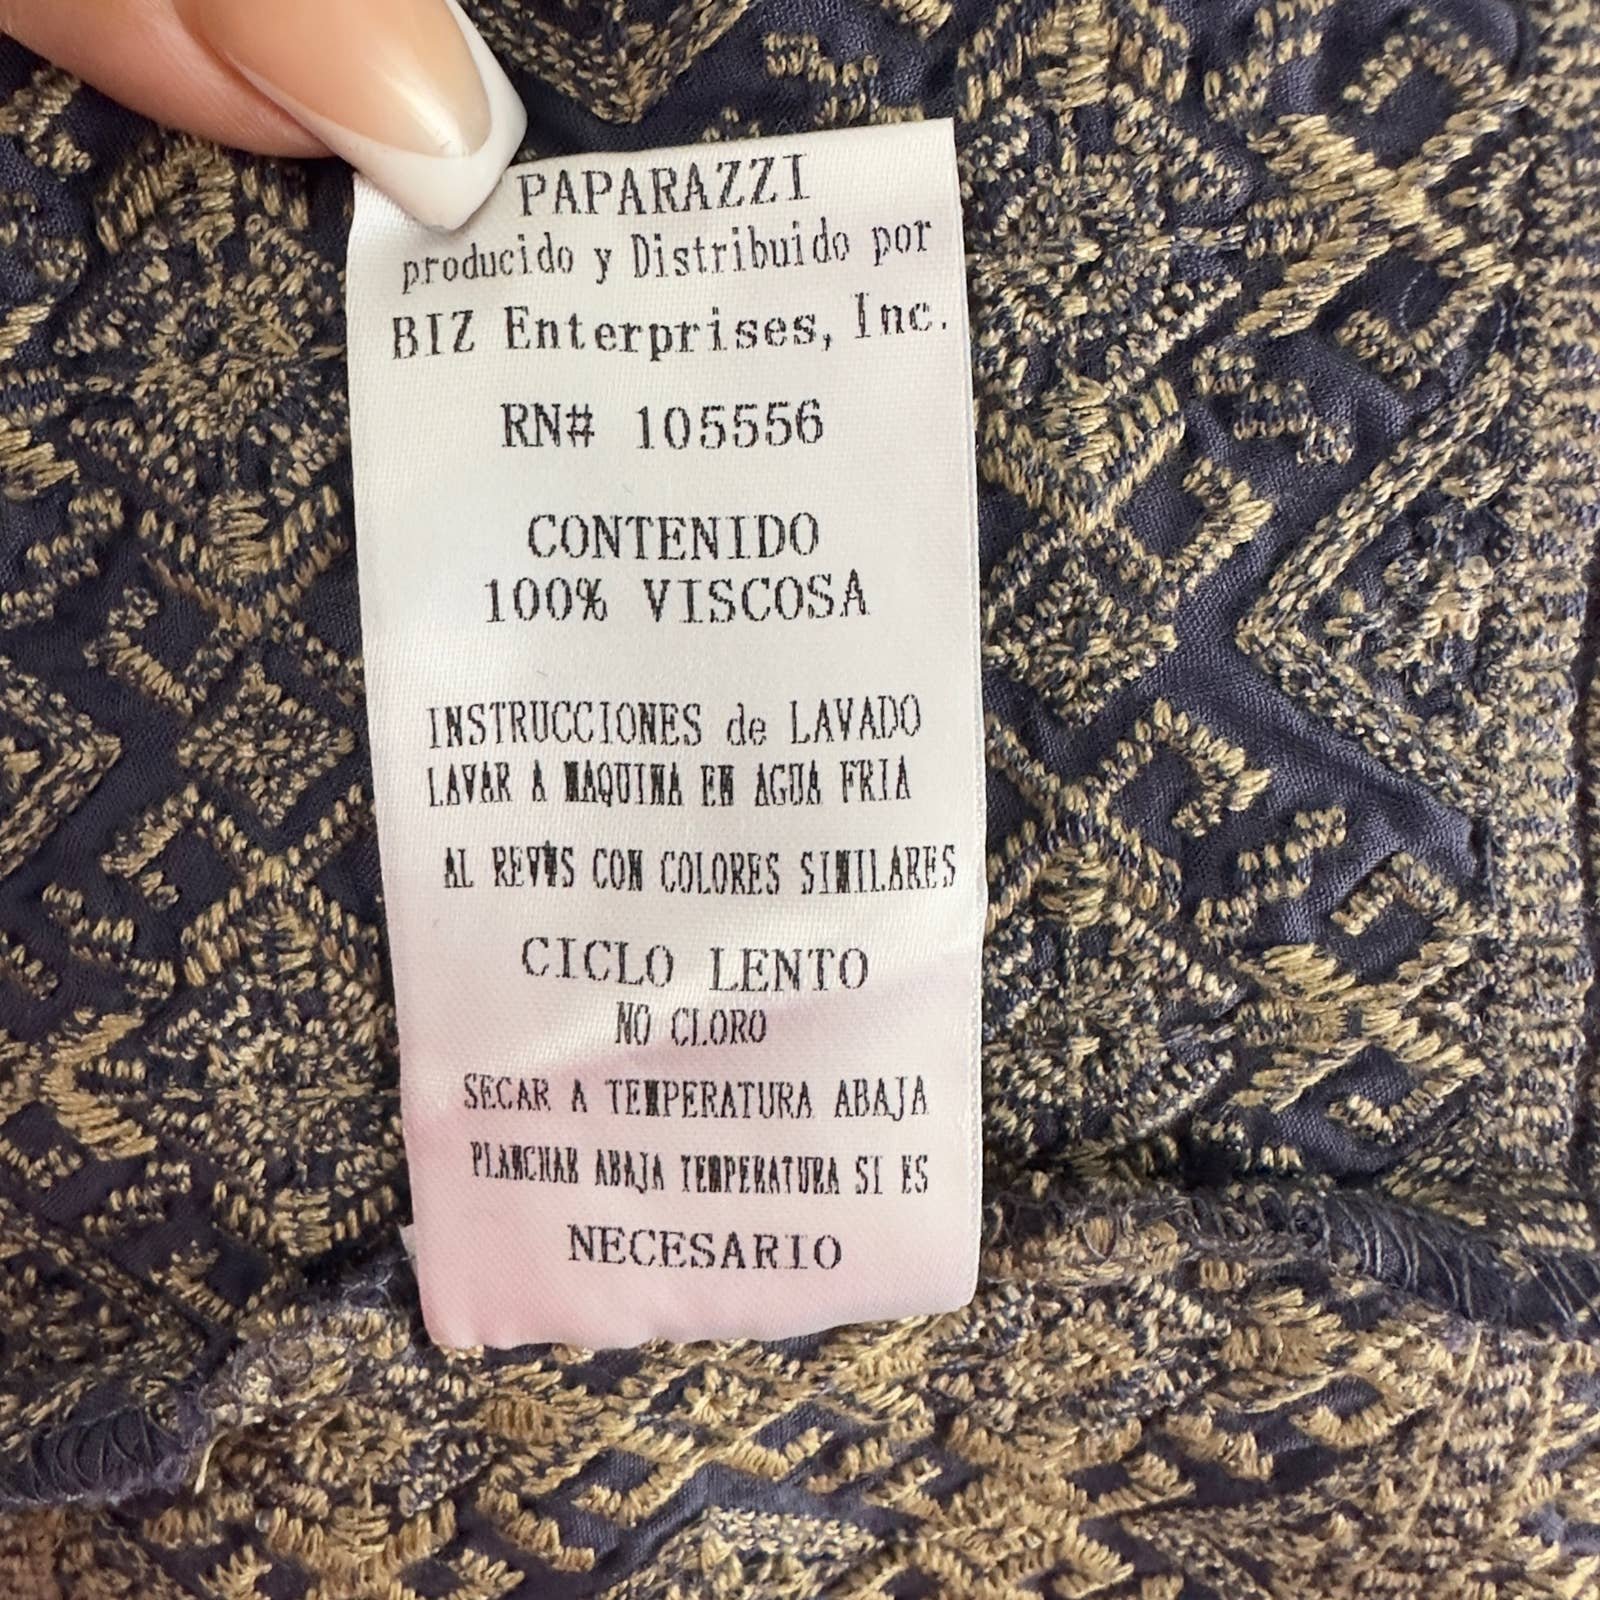 PAPARAZZI
producido y Distribuido por
BIZ Enterprises, Inc.
RN# 105556
CONTENIDO
100% VISCOSA
INSTRUCCIONES de LAVADO
LAVAR A MAQUINA EN AGUA FRIA
AL CON COLORES SIMILARES
CICLO LENTO
NO CLORO
SECAR A TEMPERATURA ABAJA
PLANCHAR ABAJA TEMPERATURA SI ES
NECESARIO